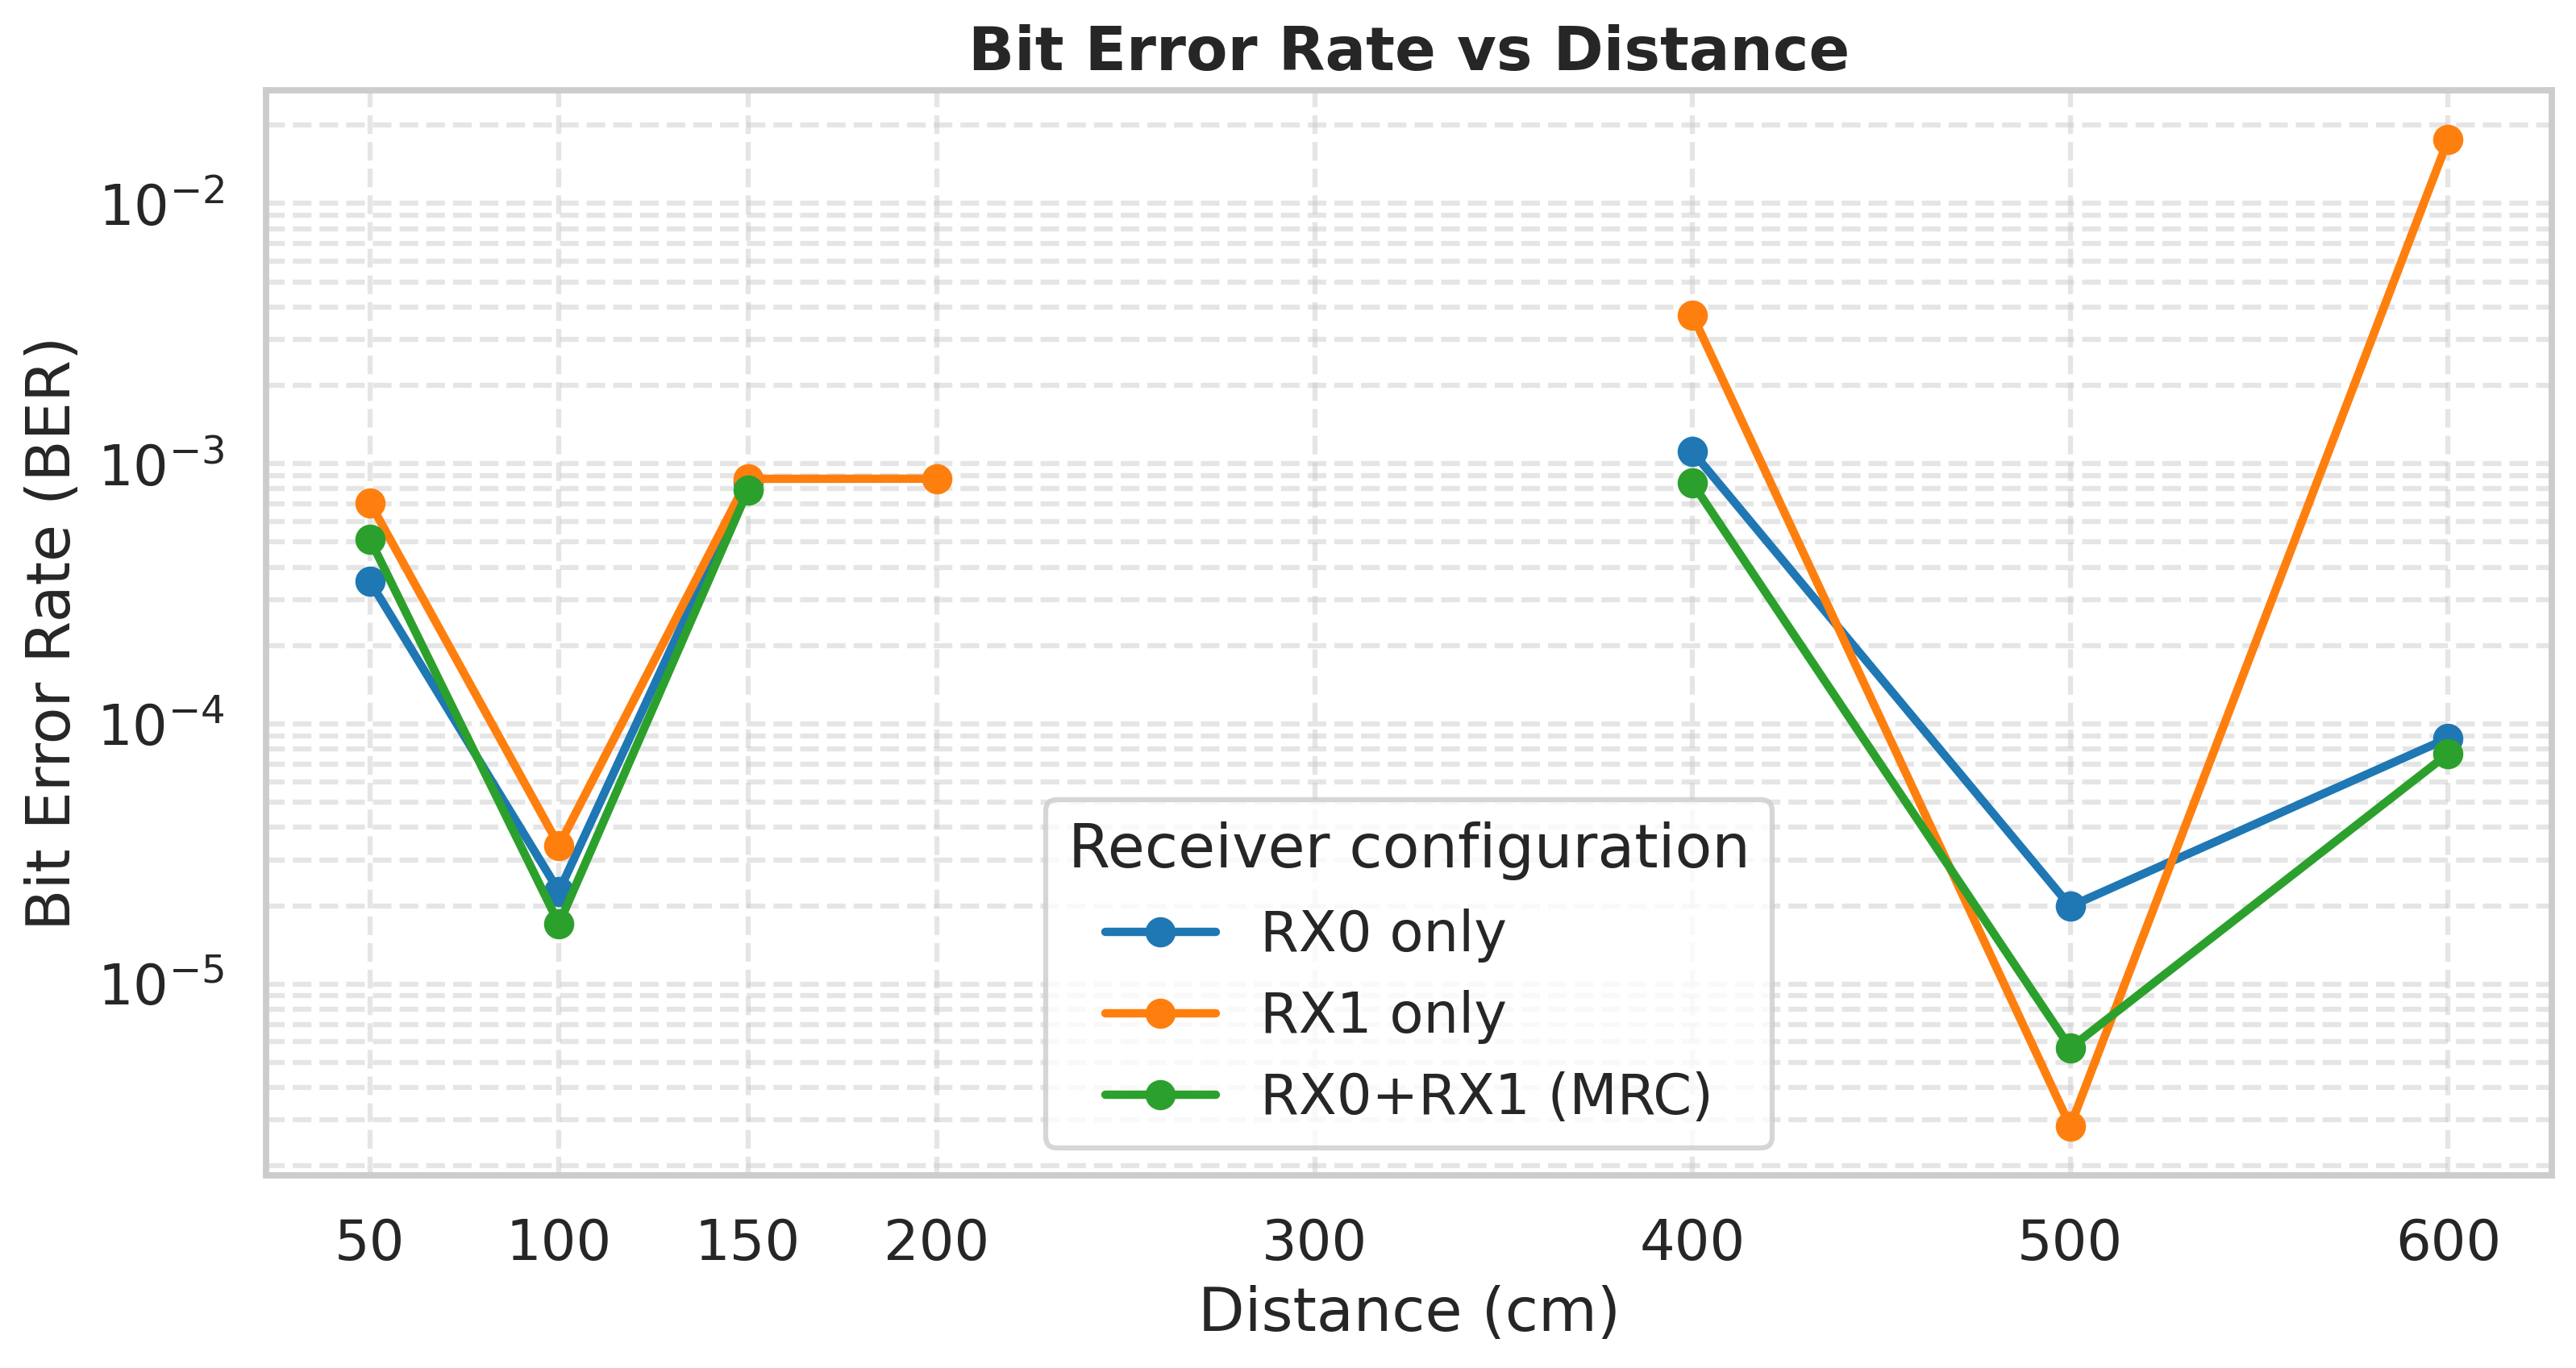 Bit Error Rate vs Distance
Bit Error Rate (BER)
10⁻²
10⁻³
10⁻⁴
10⁻⁵
Receiver configuration
RX0 only
RX1 only
RX0+RX1 (MRC)
50 100 150 200 300 400 500 600
Distance (cm)